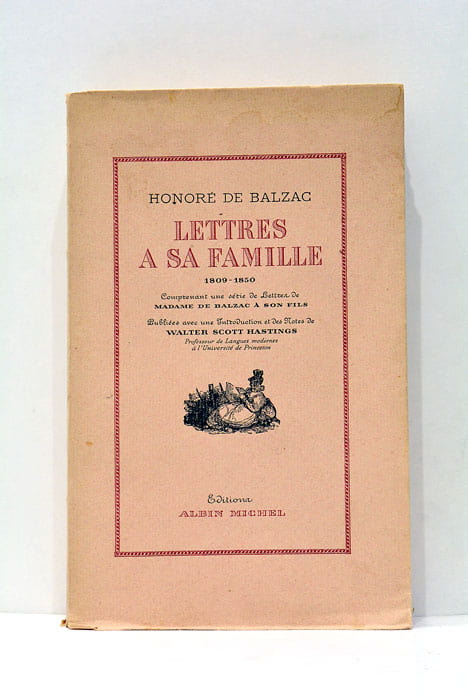 HONORÉ DE BALZAC
LETTRES
A SA FAMILLE
1809-1850
Comprenant une série de Lettres de
MADAME DE BALZAC À SON FILS
Publiées avec une Introduction et des Notes de
WALTER SCOTT HASTINGS
Professeur de Langues modernes
à l'Université de Princeton
Editions
ALBIN MICHEL